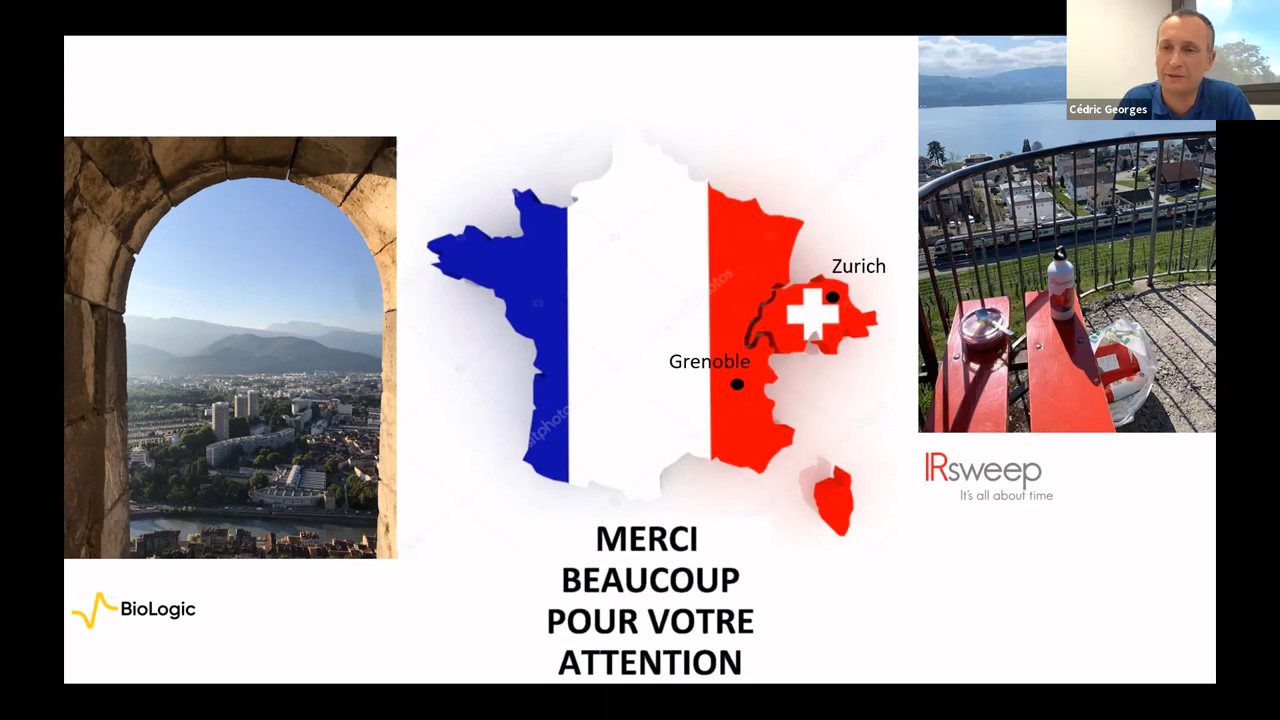 Cédric Georges
Zurich
Grenoble
IRsweep
It's all about time
MERCI
BEAUCOUP
POUR VOTRE
ATTENTION
BioLogic